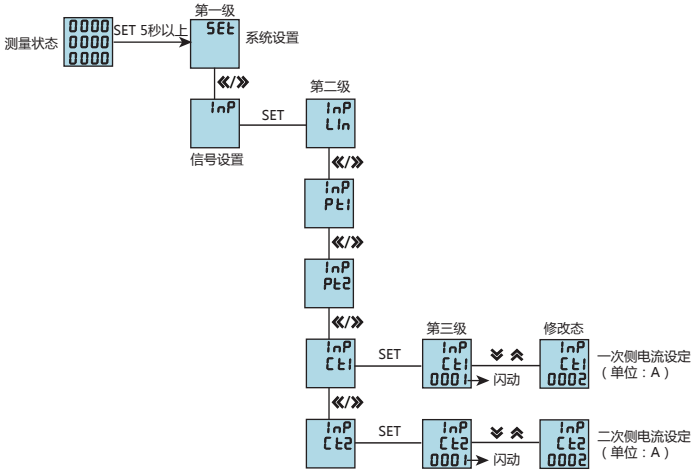 第一级
测量状态
0000
0000
0000
SET 5秒以上
SEt
系统设置
«/»
InP
信号设置
SET
第二级
InP
LIn
«/»
InP
Pt1
«/»
InP
Pt2
«/»
第三级
修改态
InP
Ct1
SET
InP
Ct1
0001
闪动
InP
Ct1
0002
一次侧电流设定
（单位：A）
«/»
InP
Ct2
SET
InP
Ct2
0001
闪动
InP
Ct2
0002
二次侧电流设定
（单位：A）